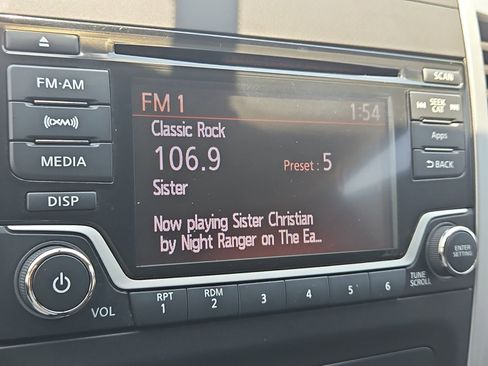 SCAN
FM·AM
SEEK
CAT
XM
Apps
MEDIA
BACK
DISP
FM 1
1:54
Classic Rock
106.9
Preset : 5
Sister
Now playing Sister Christian
by Night Ranger on The Ea...
ENTER
SETTING
TUNE
SCROLL
VOL
RPT
1
RDM
2
3
4
5
6